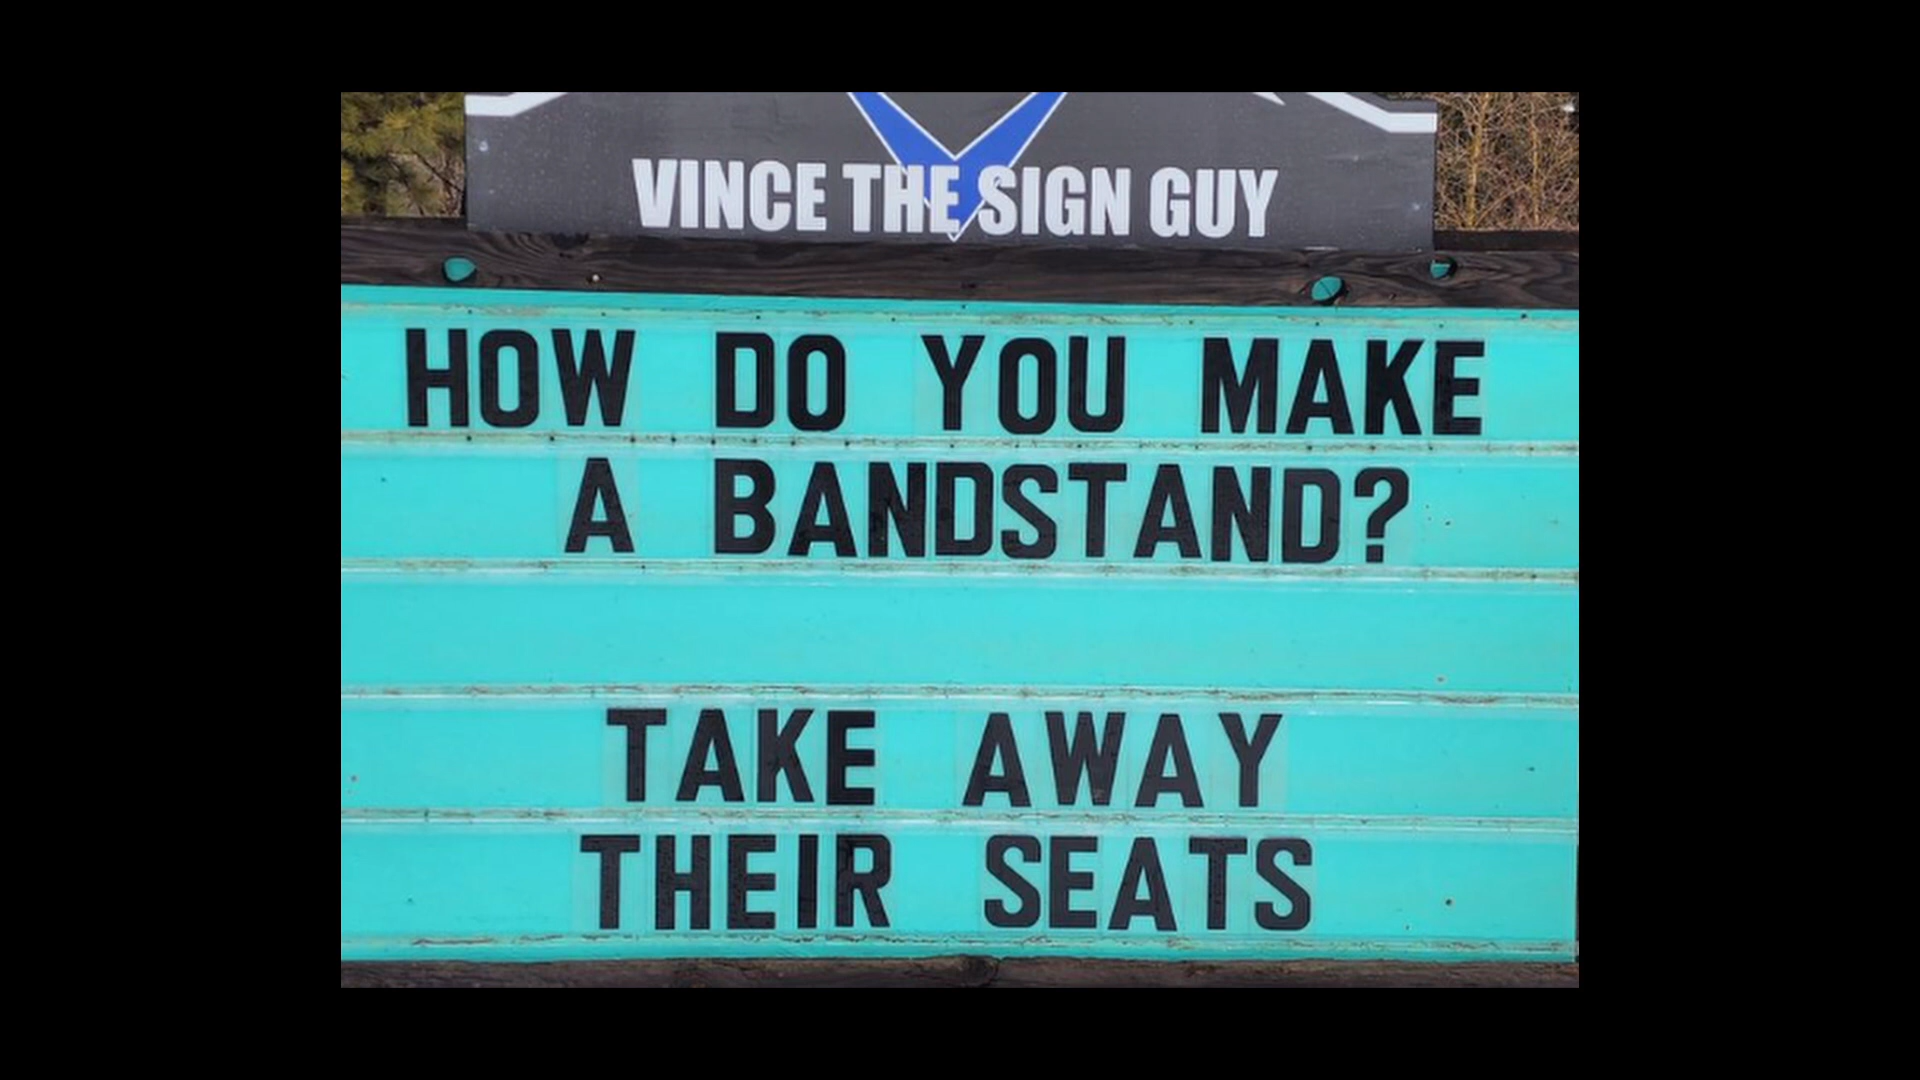 VINCE THE SIGN GUY
HOW DO YOU MAKE
A BANDSTAND?
TAKE AWAY
THEIR SEATS